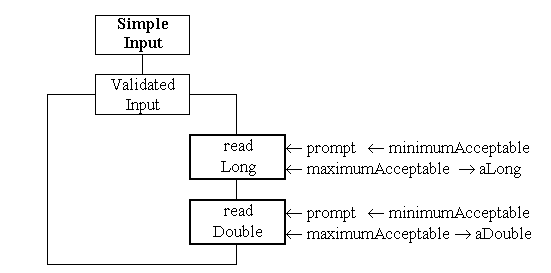 Simple
Input
Validated
Input
read
Long
← prompt ← minimumAcceptable
← maximumAcceptable → aLong
read
Double
← prompt ← minimumAcceptable
← maximumAcceptable → aDouble